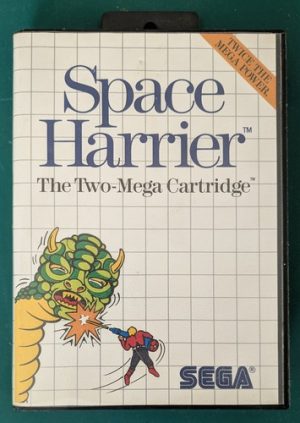 TWICE THE
MEGA POWER
Space
Harrier™
The Two-Mega Cartridge™
SEGA®